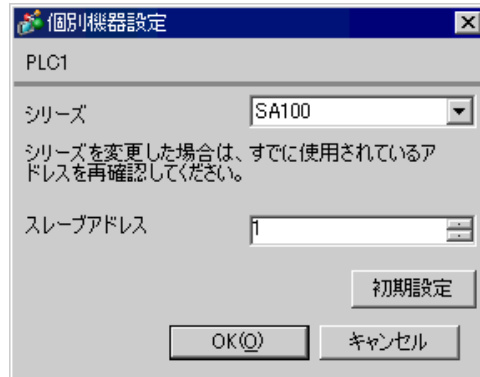 個別機器設定
PLC1
シリーズ
SA100
シリーズを変更した場合は、すでに使用されているア
ドレスを再確認してください。
スレーブアドレス
1
初期設定
OK(O)
キャンセル